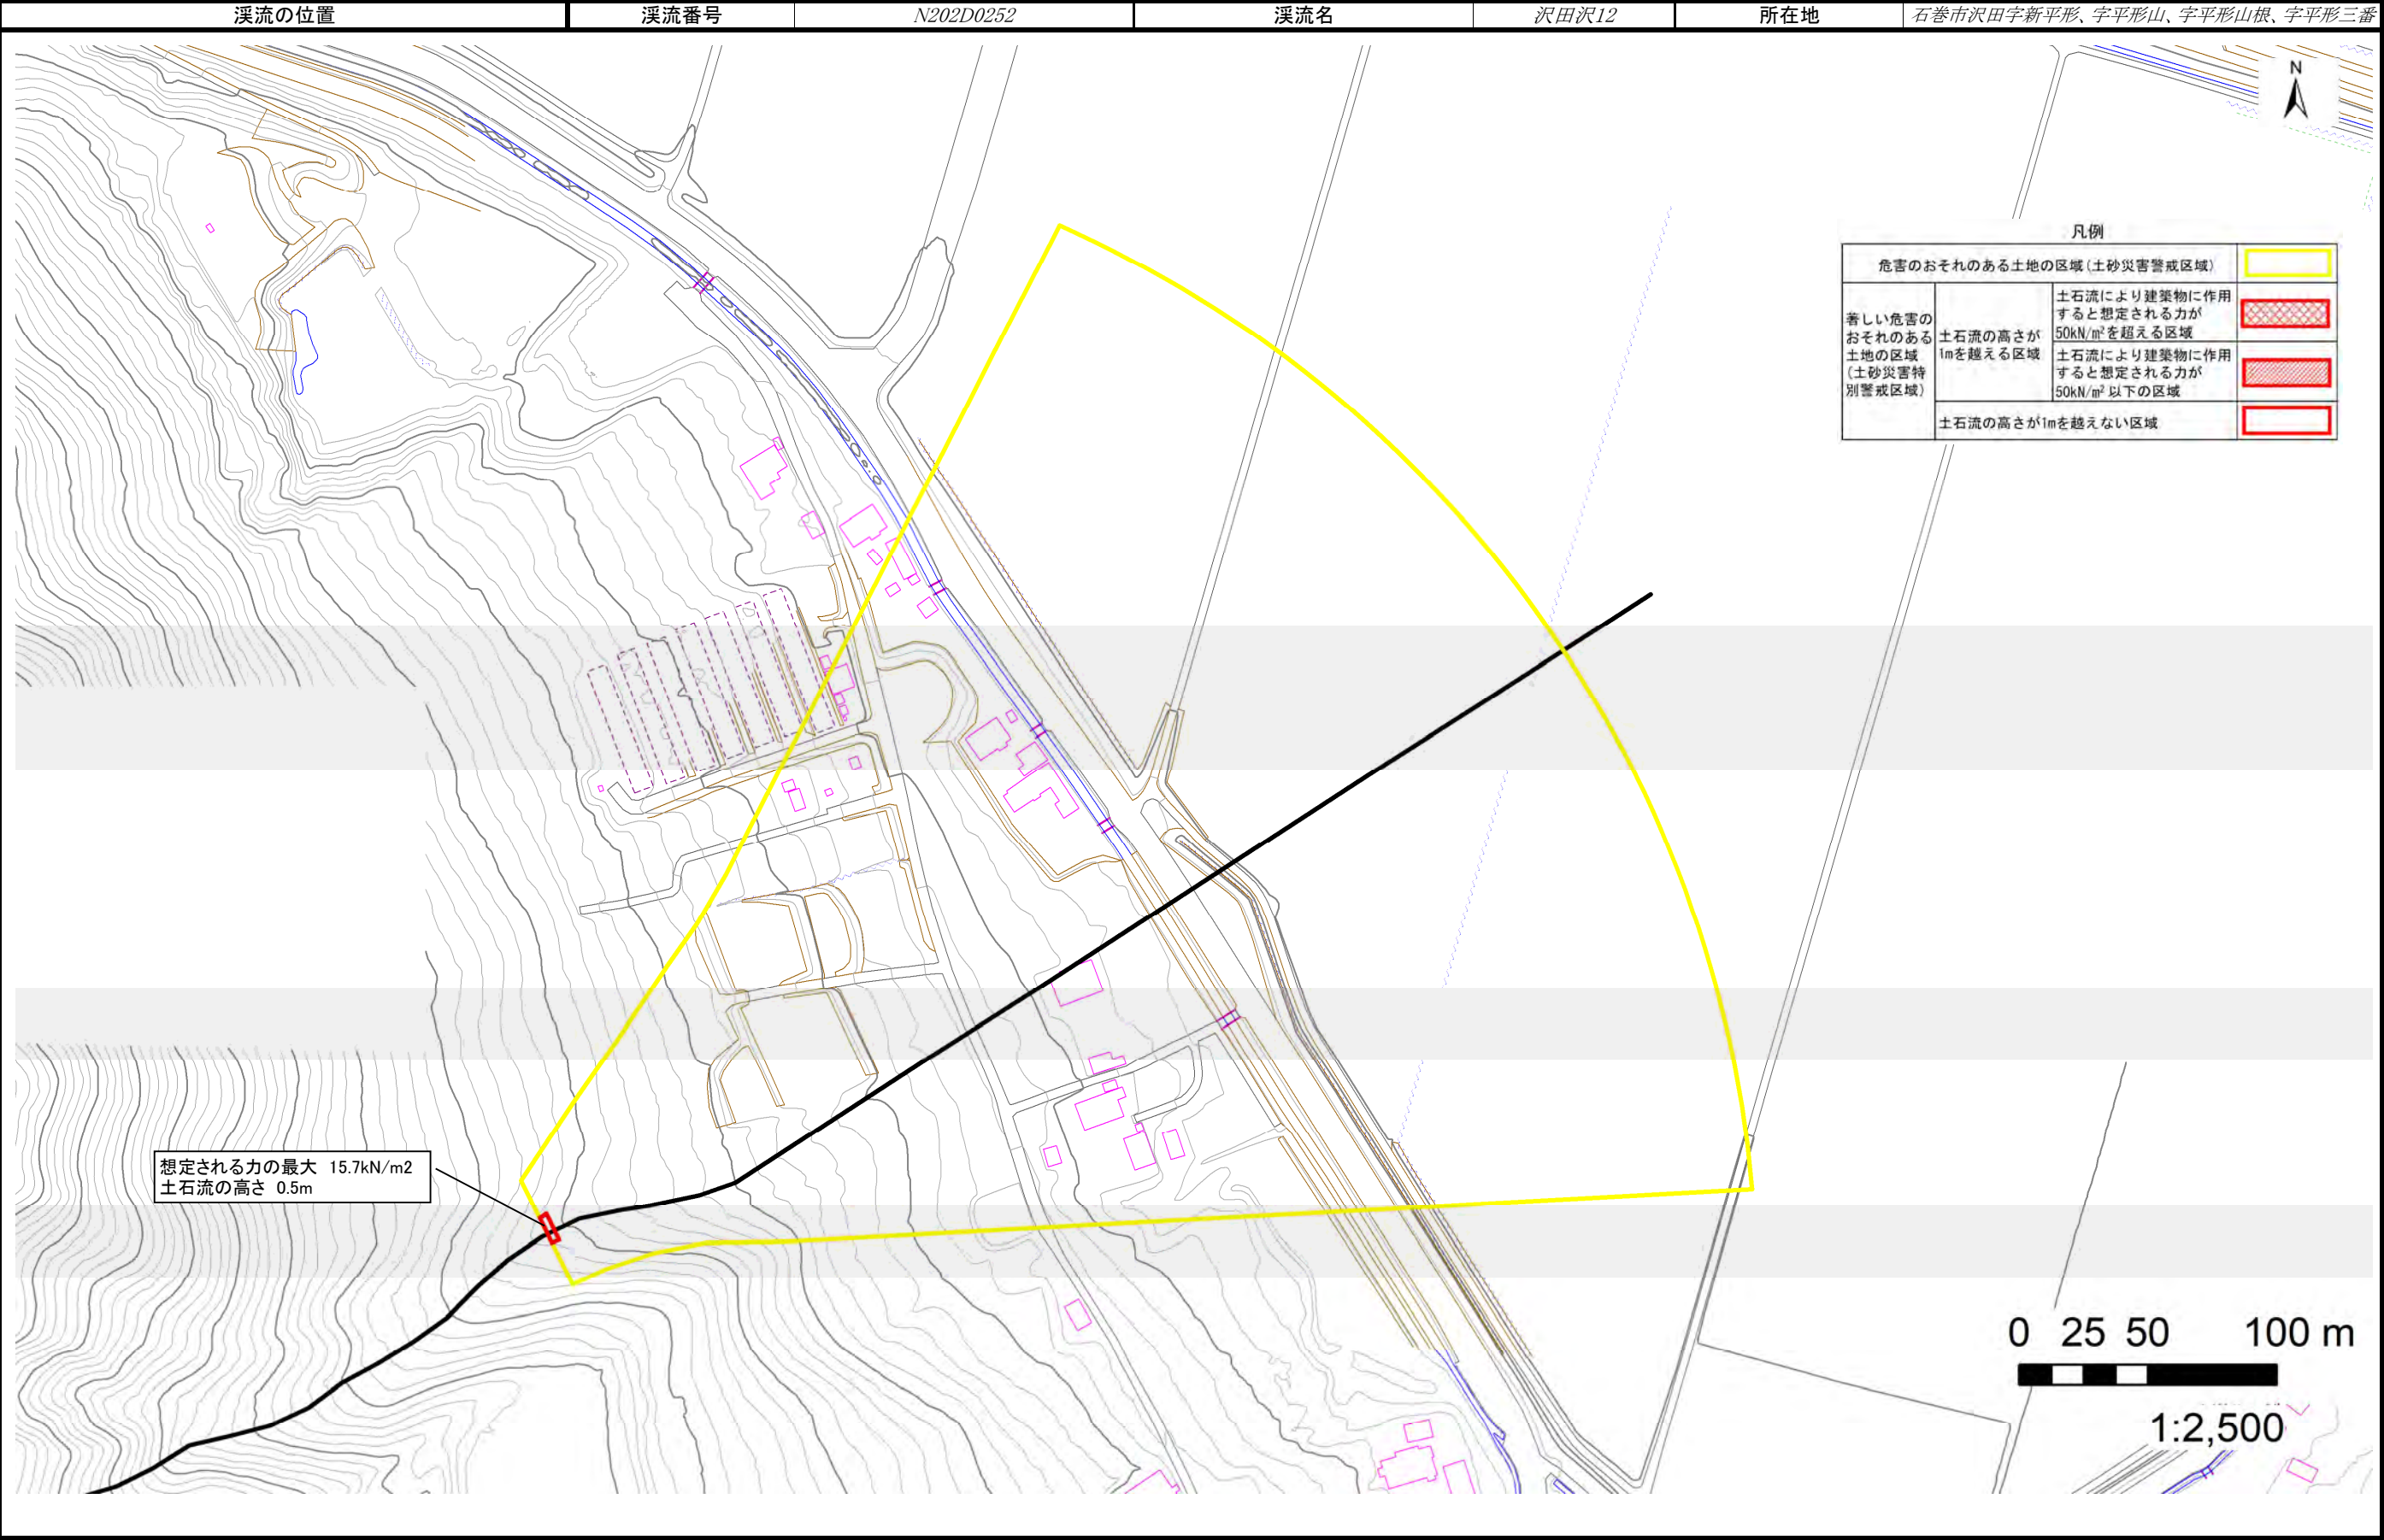 渓流の位置 渓流番号 N202D0252 渓流名 沢田沢12 所在地 石巻市沢田字新平形、字平形山、字平形山根、字平形三番
N
凡例
危害のおそれのある土地の区域(土砂災害警戒区域)
著しい危害の
おそれのある
土地の区域
(土砂災害特
別警戒区域)
土石流の高さが
1mを越える区域
土石流により建築物に作用
すると想定される力が
50kN/m²を超える区域
土石流により建築物に作用
すると想定される力が
50kN/m²以下の区域
土石流の高さが1mを越えない区域
想定される力の最大 15.7kN/m2
土石流の高さ 0.5m
0 25 50 100 m
1:2,500